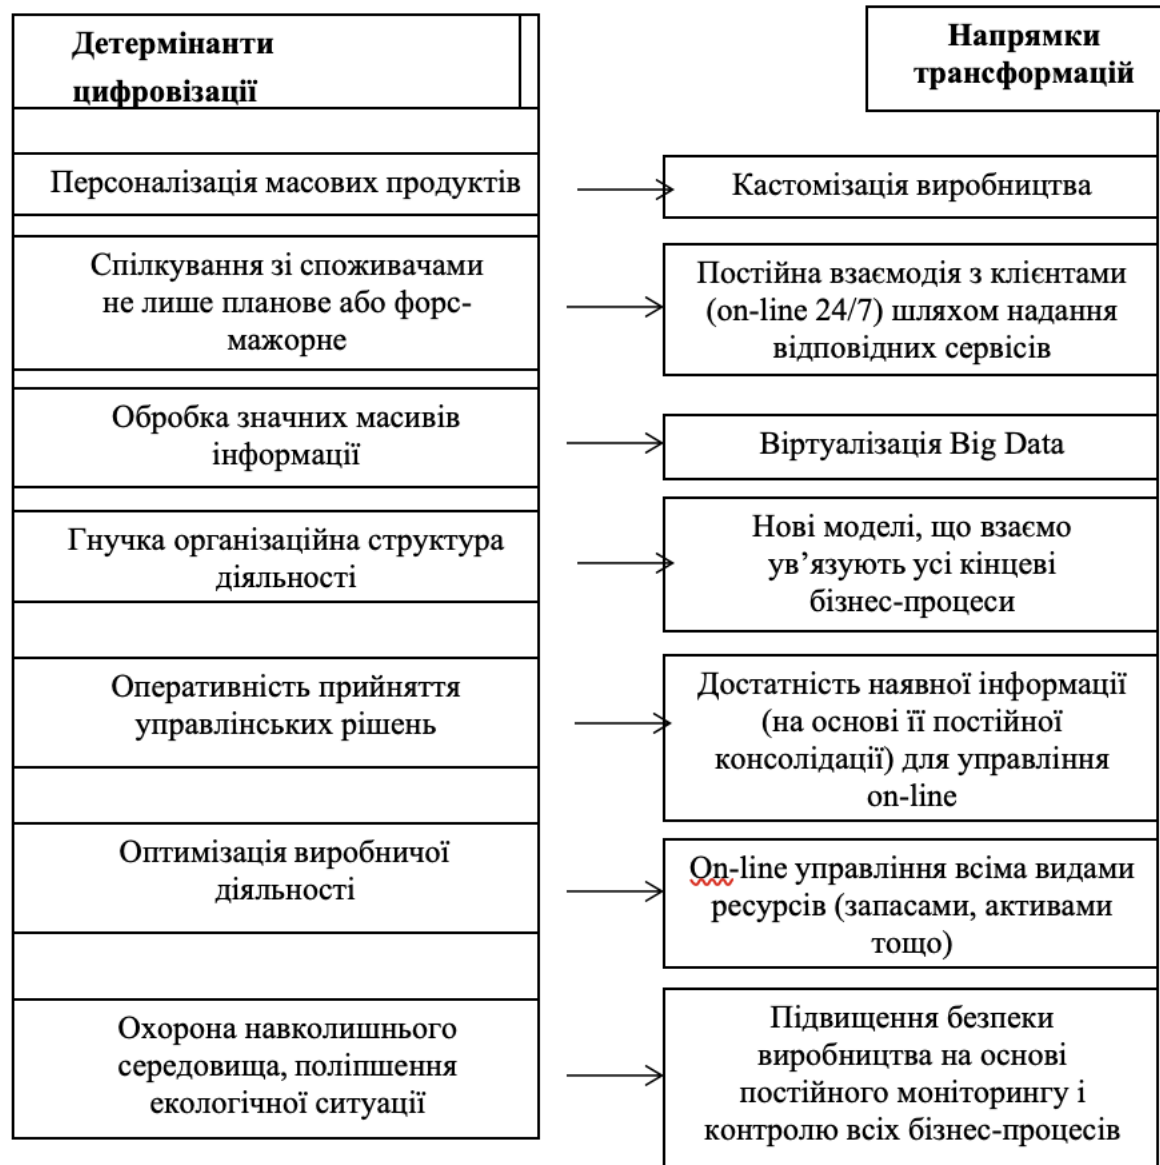 Детермінанти
цифровізації
Напрямки
трансформацій
Персоналізація масових продуктів
Кастомізація виробництва
Спілкування зі споживачами
не лише планове або форс-
мажорне
Постійна взаємодія з клієнтами
(on-line 24/7) шляхом надання
відповідних сервісів
Обробка значних масивів
інформації
Віртуалізація Big Data
Гнучка організаційна структура
діяльності
Нові моделі, що взаємо
ув’язують усі кінцеві
бізнес-процеси
Оперативність прийняття
управлінських рішень
Достатність наявної інформації
(на основі її постійної
консолідації) для управління
on-line
Оптимізація виробничої
діяльності
On-line управління всіма видами
ресурсів (запасами, активами
тощо)
Охорона навколишнього
середовища, поліпшення
екологічної ситуації
Підвищення безпеки
виробництва на основі
постійного моніторингу і
контролю всіх бізнес-процесів